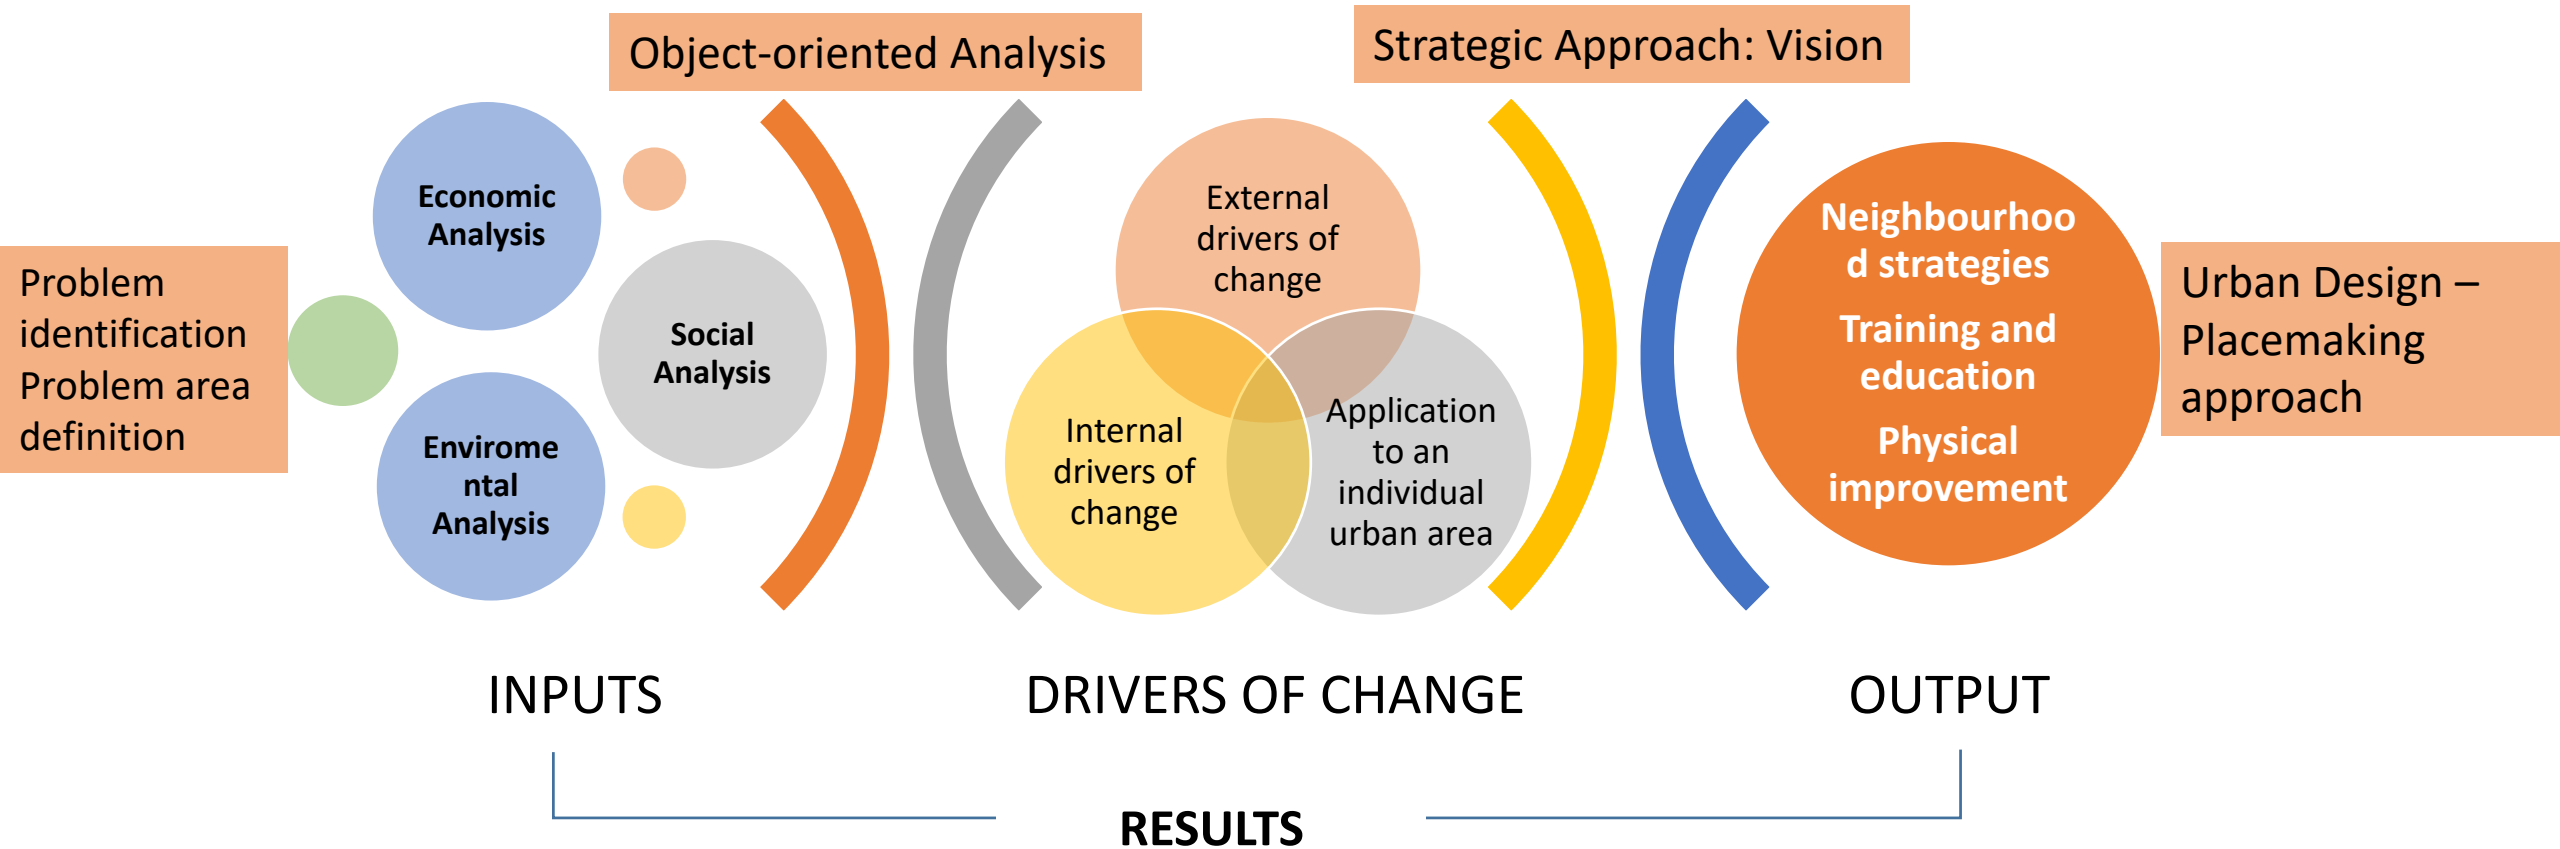 Object-oriented Analysis
Strategic Approach: Vision
Problem
identification
Problem area
definition
Economic
Analysis
Social
Analysis
Envirome
ntal
Analysis
External
drivers of
change
Internal
drivers of
change
Application
to an
individual
urban area
Neighbourhoo
d strategies
Training and
education
Physical
improvement
Urban Design –
Placemaking
approach
INPUTS
DRIVERS OF CHANGE
OUTPUT
RESULTS